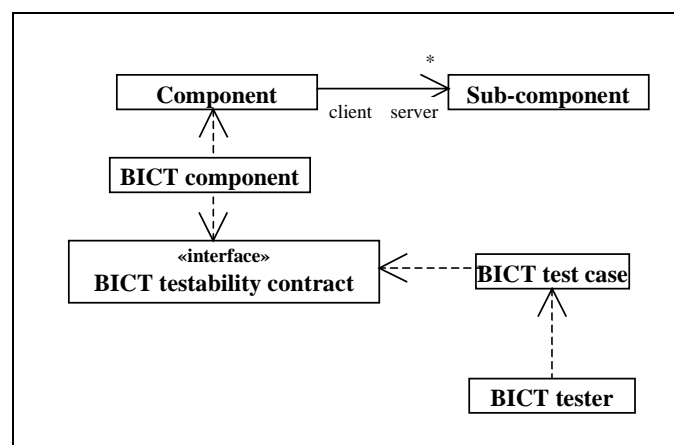 *
Component
Sub-component
client server
BICT component
«interface»
BICT testability contract
BICT test case
BICT tester